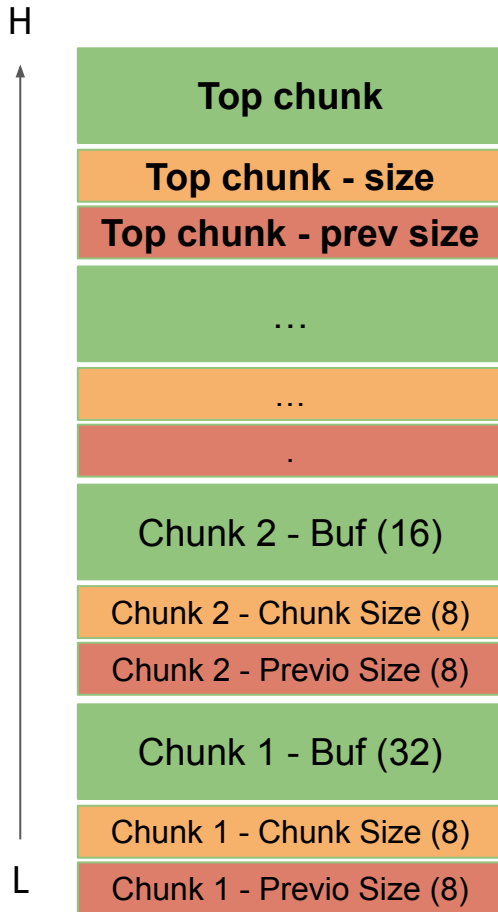 H
Top chunk
Top chunk - size
Top chunk - prev size
...
...
.
Chunk 2 - Buf (16)
Chunk 2 - Chunk Size (8)
Chunk 2 - Previo Size (8)
Chunk 1 - Buf (32)
Chunk 1 - Chunk Size (8)
L
Chunk 1 - Previo Size (8)